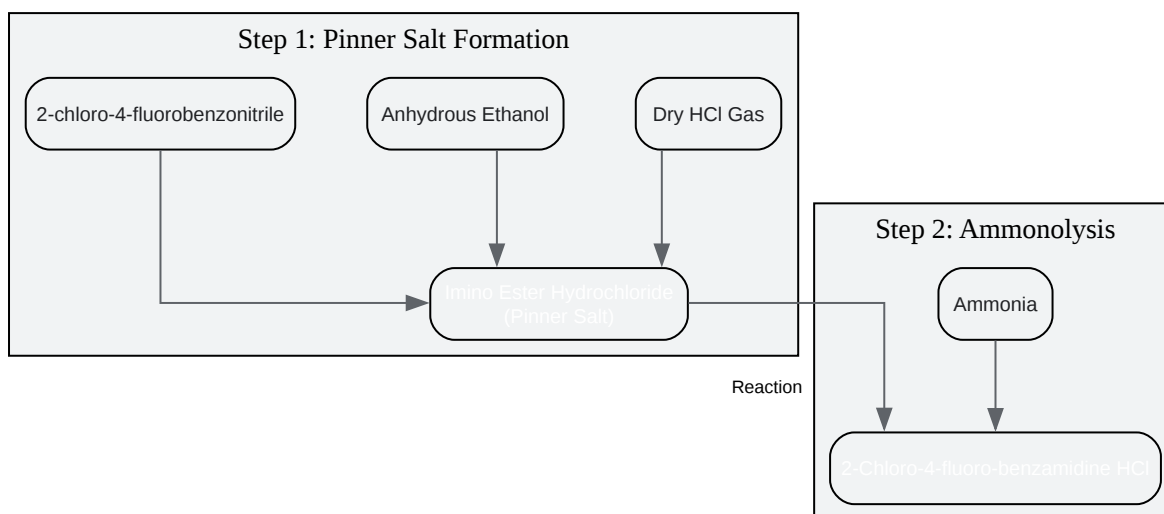 Step 1: Pinner Salt Formation
2-chloro-4-fluorobenzonitrile
Anhydrous Ethanol
Dry HCl Gas
Imino Ester Hydrochloride
(Pinner Salt)
Step 2: Ammonolysis
Ammonia
Reaction
2-Chloro-4-fluoro-benzamidine HCl